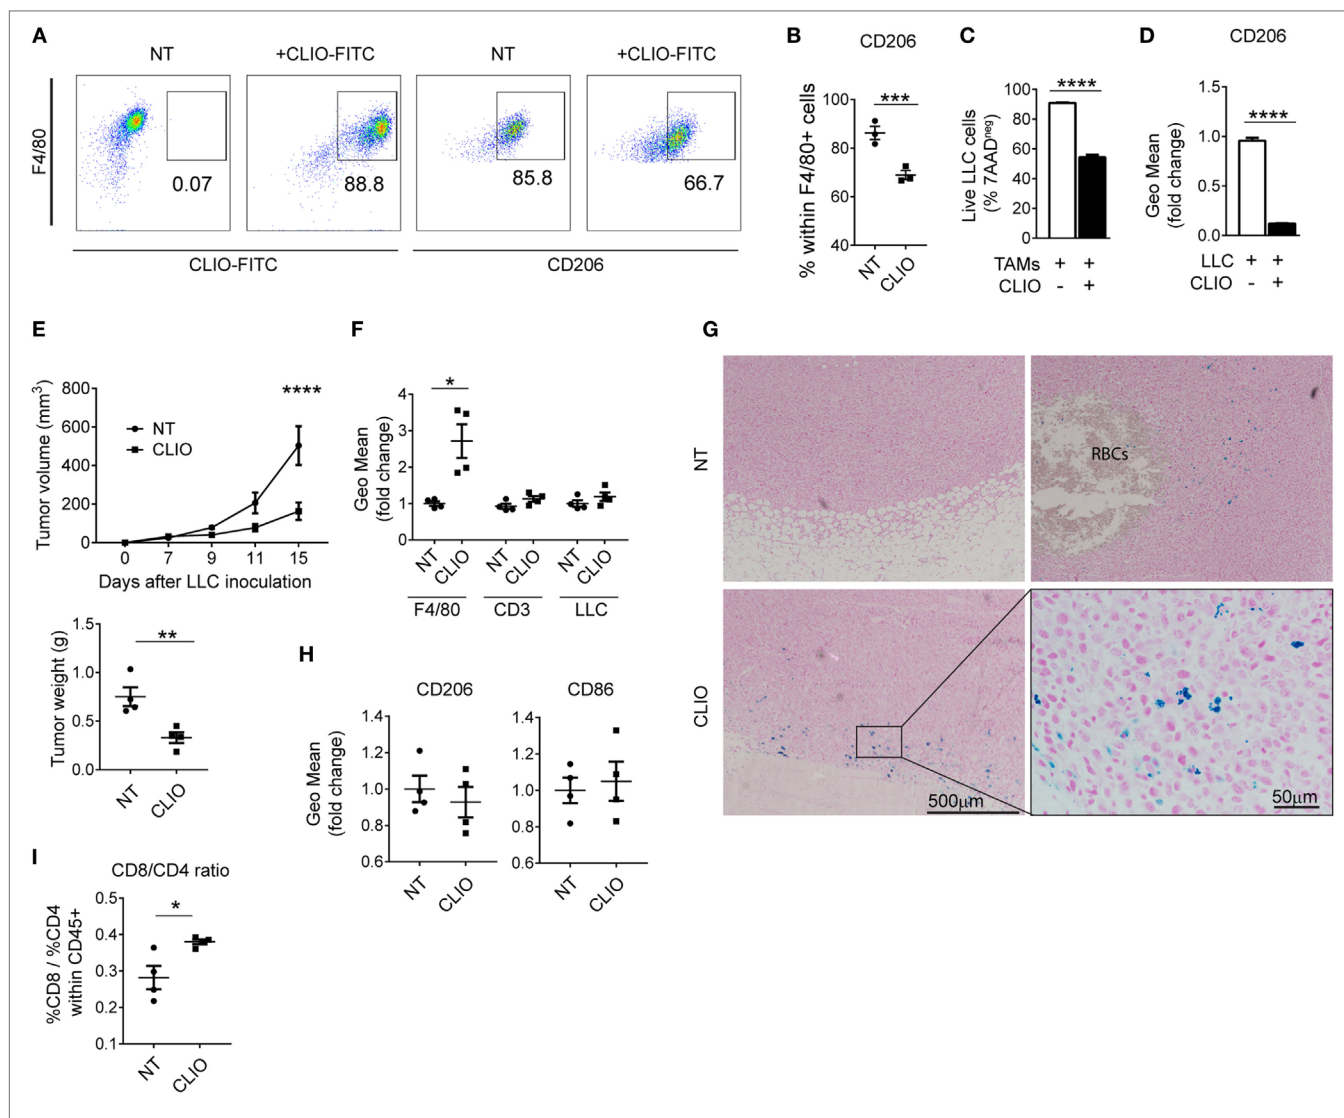 A
NT
+CLIO-FITC
NT
+CLIO-FITC
F4/80
0.07
88.8
85.8
66.7
CLIO-FITC
CD206
B
CD206
% within F4/80+ cells
100
80
60
40
NT
CLIO
***
C
Live LLC cells
(% 7AADneg)
100
80
60
40
20
0
****
TAMs + +
CLIO - +
D
CD206
Geo Mean
(fold change)
1.5
1.0
0.5
0.0
****
LLC + +
CLIO - +
E
Tumor volume (mm3)
800
600
400
200
0
NT
CLIO
****
0 7 9 11 15
Days after LLC inoculation
Tumor weight (g)
1.5
1.0
0.5
0.0
**
NT
CLIO
F
Geo Mean
(fold change)
4
3
2
1
0
*
NT
CLIO
NT
CLIO
NT
CLIO
F4/80
CD3
LLC
G
NT
RBCs
CLIO
500µm
50µm
H
CD206
Geo Mean
(fold change)
1.4
1.2
1.0
0.8
0.6
NT
CLIO
CD86
1.4
1.2
1.0
0.8
0.6
NT
CLIO
I
CD8/CD4 ratio
%CD8 / %CD4
within CD45+
0.5
0.4
0.3
0.2
0.1
*
NT
CLIO